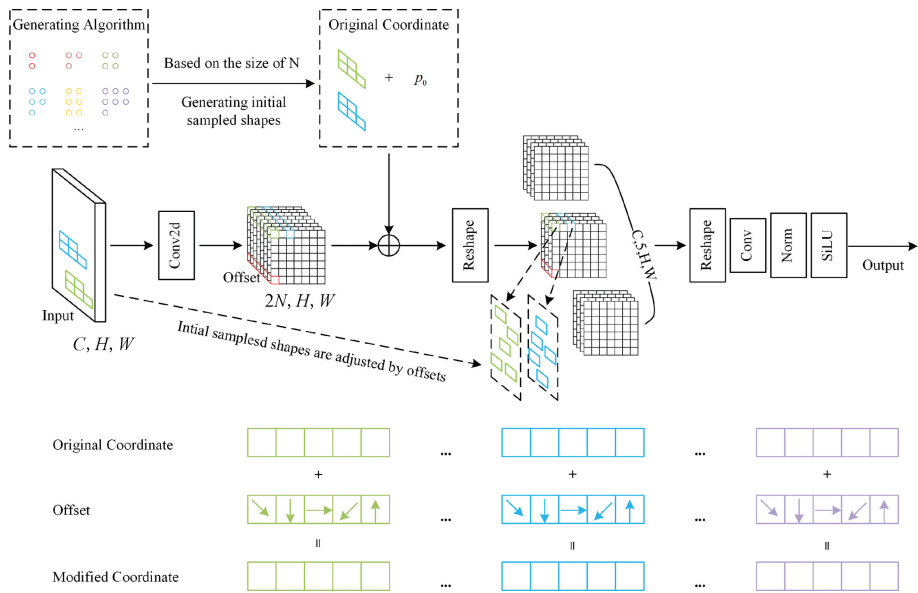 Generating Algorithm
...
Based on the size of N
Generating initial
sampled shapes
Original Coordinate
+ p₀
Input
C, H, W
Conv2d
Offset
2N, H, W
Reshape
C,5,H,W
Reshape
Conv
Norm
SiLU
Output
Intial samplesd shapes are adjusted by offsets
Original Coordinate ... ...
+ + +
Offset ... ...
= = =
Modified Coordinate ... ...